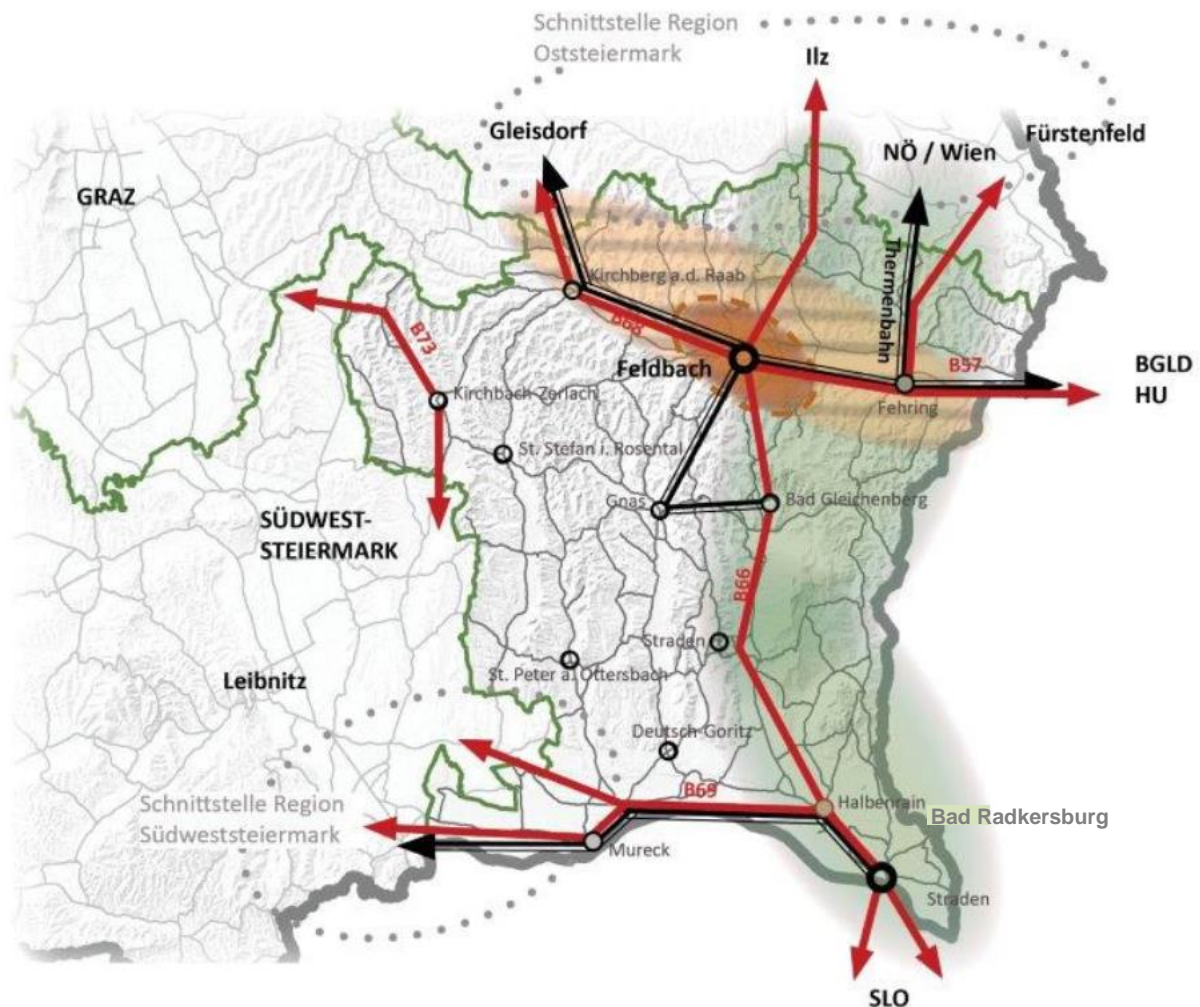 Schnittstelle Region
Oststeiermark
Ilz
Gleisdorf
NÖ / Wien
Fürstenfeld
GRAZ
Thermenbahn
Kirchberg a.d. Raab
B68
B73
Feldbach
B57
BGLD
HU
Fehring
Kirchbach-Zerlach
St. Stefan i. Rosental
Gnas
Bad Gleichenberg
SÜDWEST-
STEIERMARK
B66
Straden
St. Peter a. Ottersbach
Leibnitz
Deutsch-Goritz
Schnittstelle Region
Südweststeiermark
B69
Halbenrain
Bad Radkersburg
Mureck
Straden
SLO